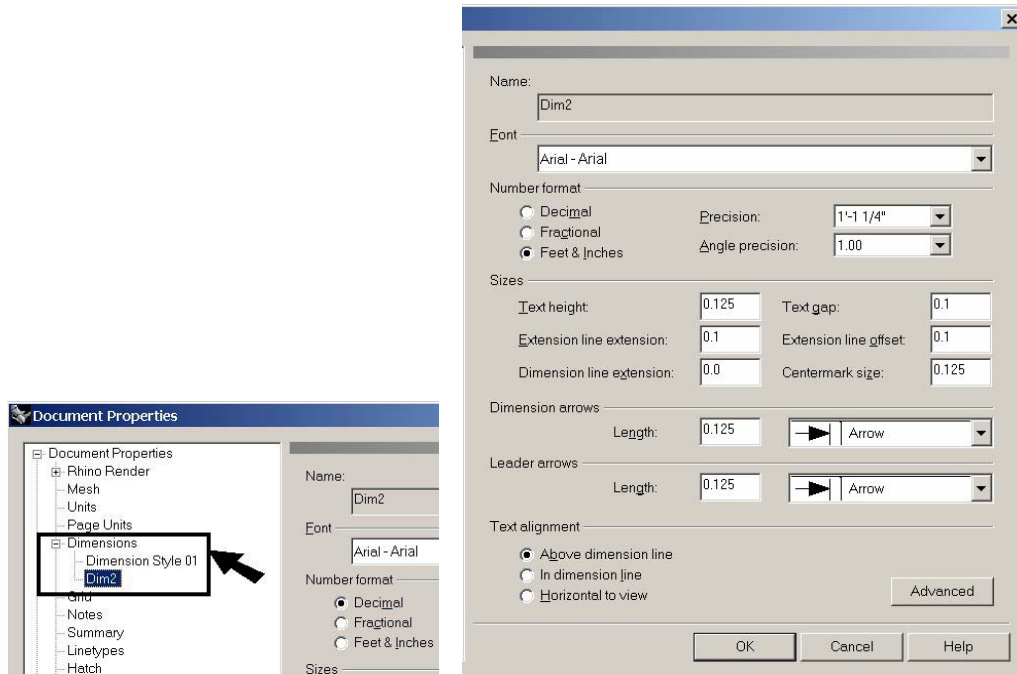 Document Properties
Document Properties
Rhino Render
Mesh
Units
Page Units
Dimensions
Dimension Style 01
Dim2
Grid
Notes
Summary
Linetypes
Hatch
Name:
Dim2
Font
Arial - Arial
Number format
Decimal
Fractional
Feet & Inches
Sizes
Name:
Dim2
Font
Arial - Arial
Number format
Decimal
Fractional
Feet & Inches
Precision: 1'-1 1/4"
Angle precision: 1.00
Sizes
Text height: 0.125 Text gap: 0.1
Extension line extension: 0.1 Extension line offset: 0.1
Dimension line extension: 0.0 Centermark size: 0.125
Dimension arrows
Length: 0.125 Arrow
Leader arrows
Length: 0.125 Arrow
Text alignment
Above dimension line
In dimension line
Horizontal to view
Advanced
OK Cancel Help